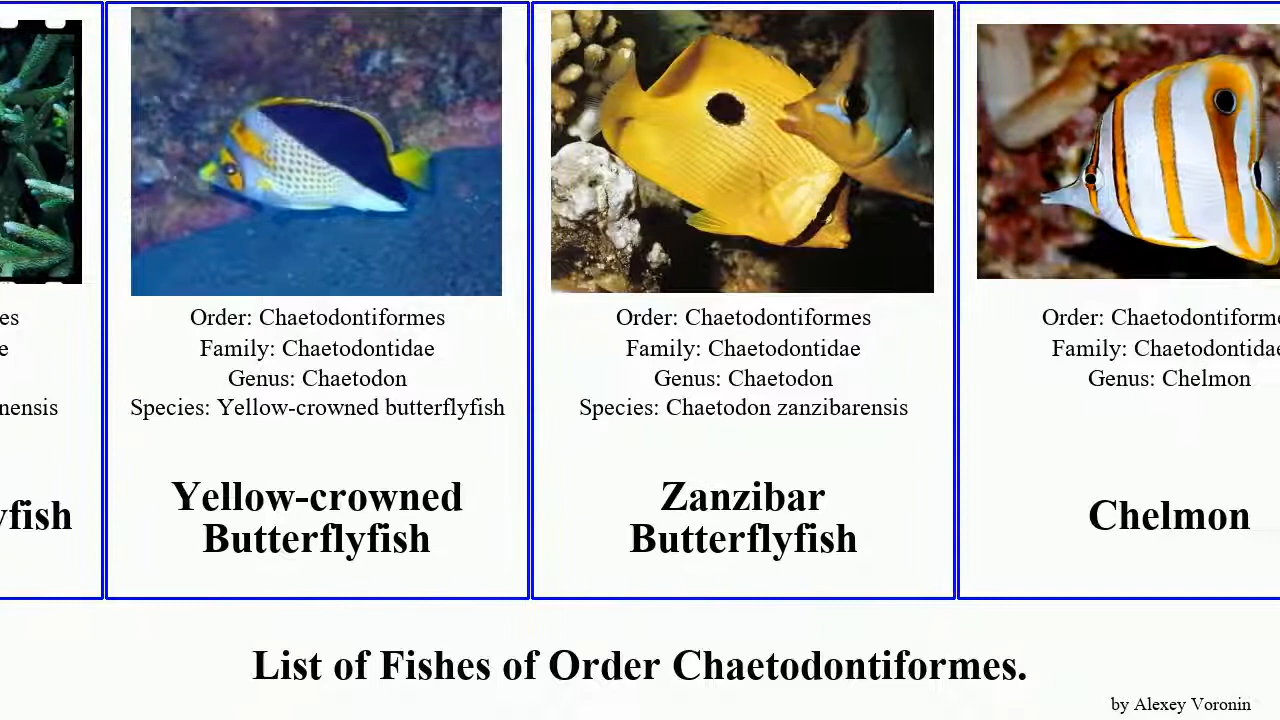 es
e
nensis
yfish
Order: Chaetodontiformes
Family: Chaetodontidae
Genus: Chaetodon
Species: Yellow-crowned butterflyfish
Yellow-crowned
Butterflyfish
Order: Chaetodontiformes
Family: Chaetodontidae
Genus: Chaetodon
Species: Chaetodon zanzibarensis
Zanzibar
Butterflyfish
Order: Chaetodontiforme
Family: Chaetodontidae
Genus: Chelmon
Chelmon
List of Fishes of Order Chaetodontiformes.
by Alexey Voronin